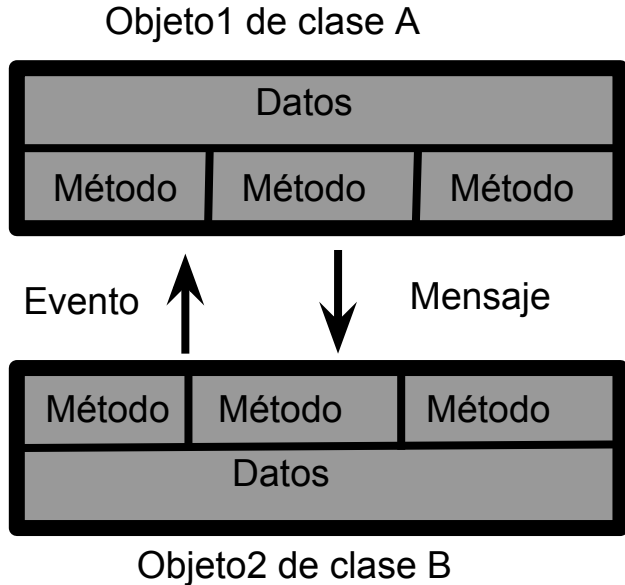 Objeto1 de clase A
Datos
Método Método Método
Evento Mensaje
Método Método Método
Datos
Objeto2 de clase B